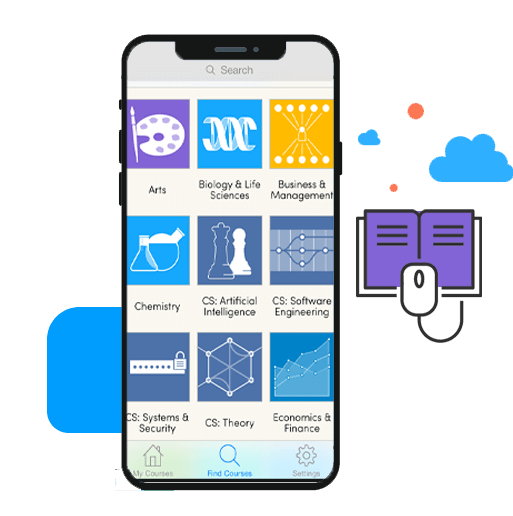 Search
Arts
Biology & Life
Sciences
Business &
Management
Chemistry
CS: Artificial
Intelligence
CS: Software
Engineering
CS: Systems &
Security
CS: Theory
Economics &
Finance
My Courses
Find Courses
Settings